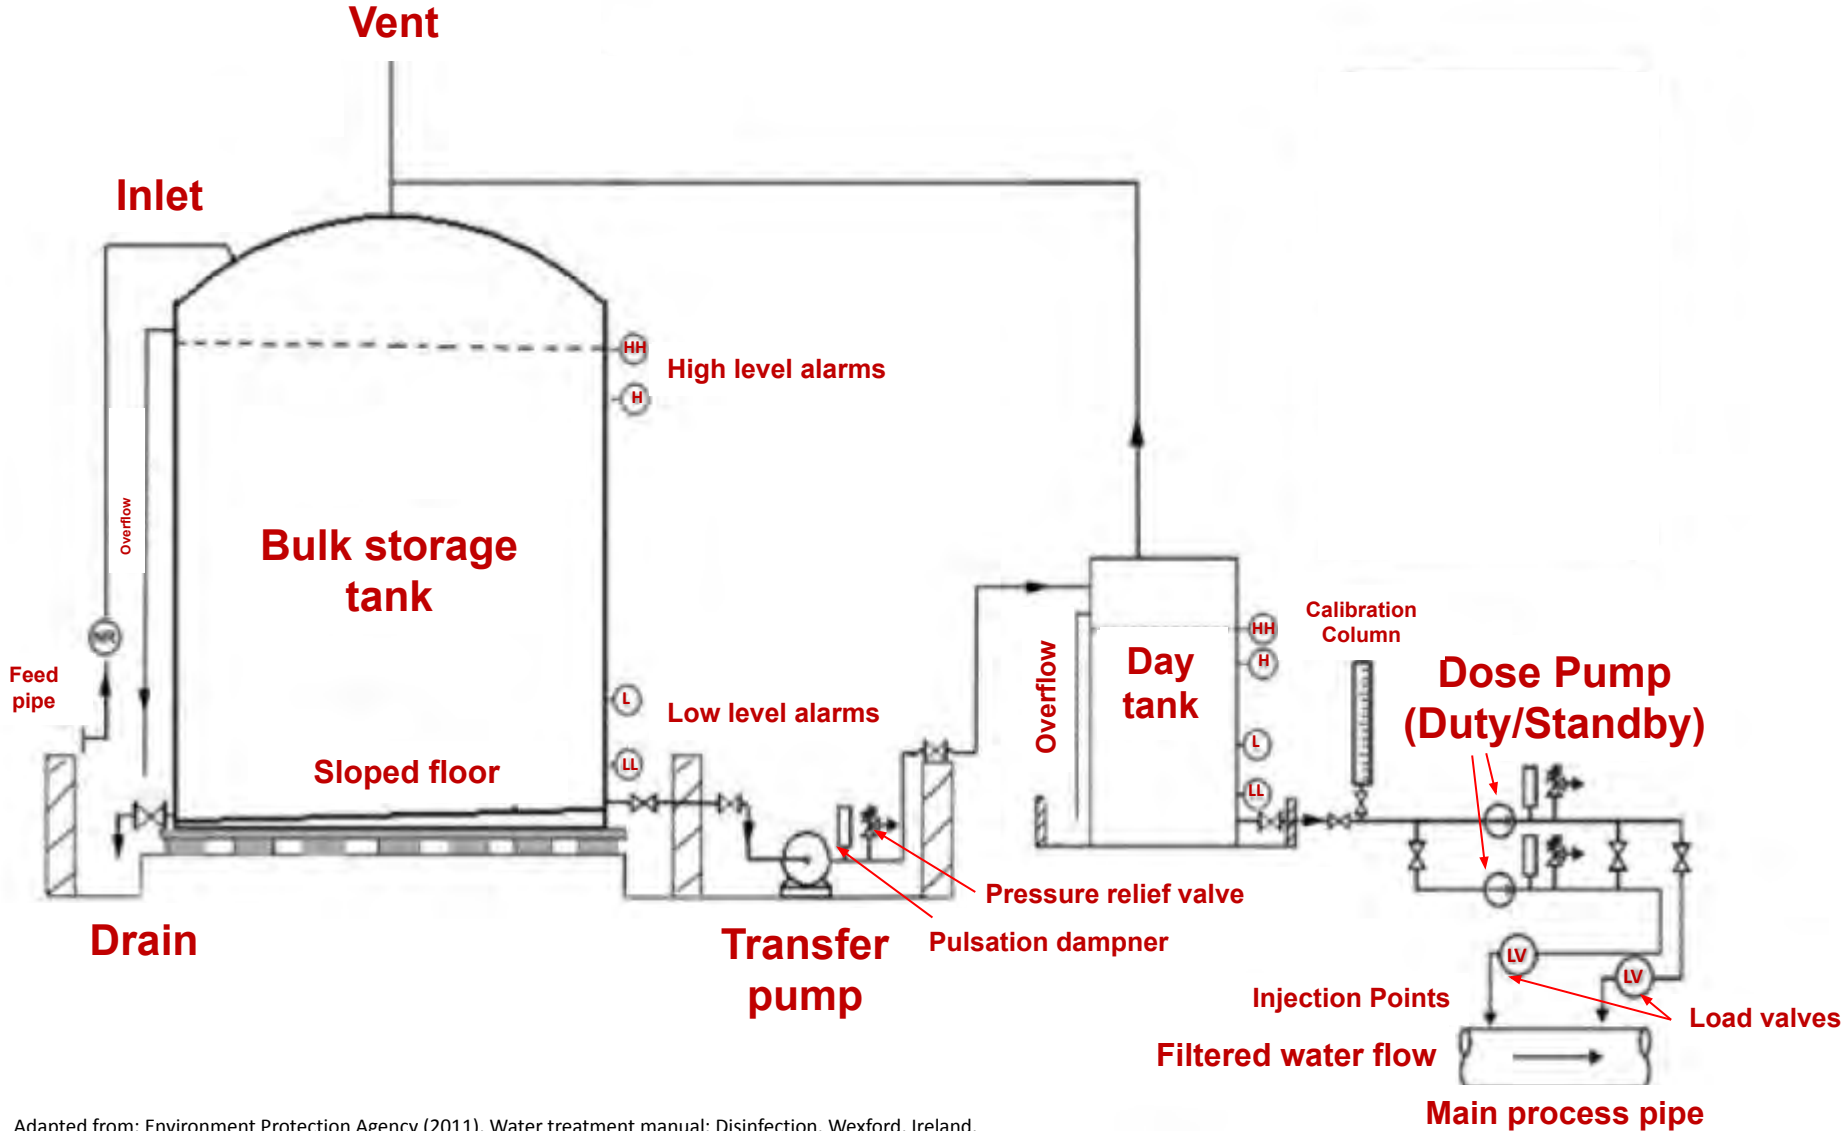 Vent
Inlet
HH
High level alarms
H
Overflow
Bulk storage
tank
NR
Feed
pipe
L
Low level alarms
LL
Sloped floor
Drain
Transfer
pump
Pressure relief valve
Pulsation dampner
Overflow
Day
tank
HH
H
L
LL
Calibration
Column
Dose Pump
(Duty/Standby)
LV
LV
Injection Points
Load valves
Filtered water flow
Main process pipe
Adapted from: Environment Protection Agency (2011). Water treatment manual: Disinfection. Wexford, Ireland.